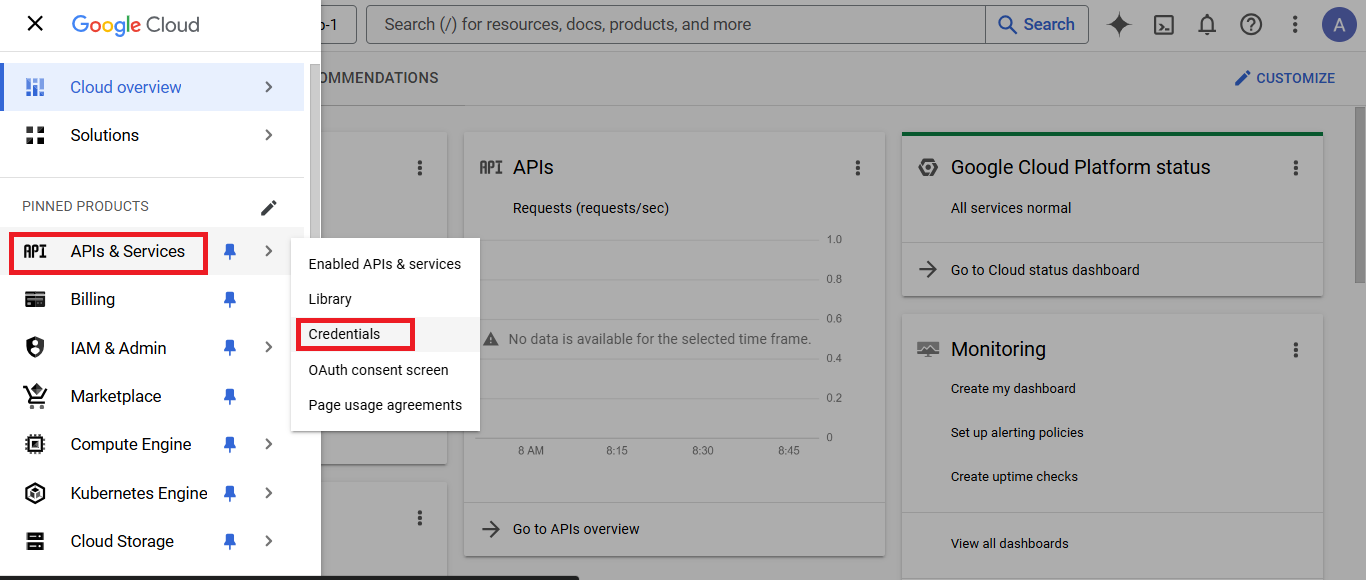 Google Cloud
o-1
Search (/) for resources, docs, products, and more
Search
A
Cloud overview
Solutions
PINNED PRODUCTS
API APIs & Services
Billing
IAM & Admin
Marketplace
Compute Engine
Kubernetes Engine
Cloud Storage
Enabled APIs & services
Library
Credentials
OAuth consent screen
Page usage agreements
OMMENDATIONS
CUSTOMIZE
API APIs
Requests (requests/sec)
1.0
0.8
0.6
No data is available for the selected time frame.
0.4
0.2
0
8 AM 8:15 8:30 8:45
Go to APIs overview
Google Cloud Platform status
All services normal
Go to Cloud status dashboard
Monitoring
Create my dashboard
Set up alerting policies
Create uptime checks
View all dashboards